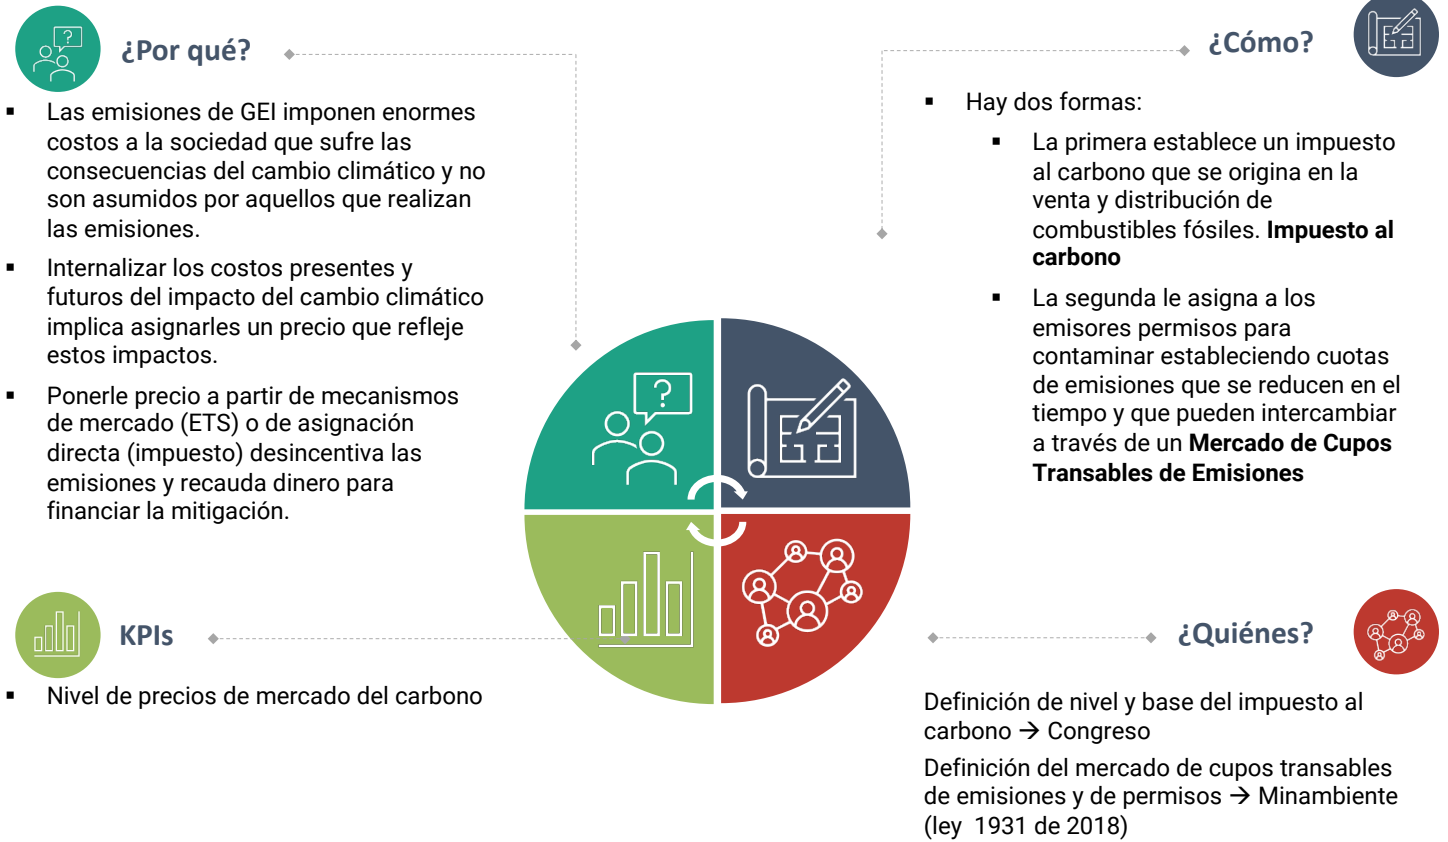 ¿Por qué?
▪ Las emisiones de GEI imponen enormes
costos a la sociedad que sufre las
consecuencias del cambio climático y no
son asumidos por aquellos que realizan
las emisiones.
▪ Internalizar los costos presentes y
futuros del impacto del cambio climático
implica asignarles un precio que refleje
estos impactos.
▪ Ponerle precio a partir de mecanismos
de mercado (ETS) o de asignación
directa (impuesto) desincentiva las
emisiones y recauda dinero para
financiar la mitigación.
¿Cómo?
▪ Hay dos formas:
▪ La primera establece un impuesto
al carbono que se origina en la
venta y distribución de
combustibles fósiles. Impuesto al
carbono
▪ La segunda le asigna a los
emisores permisos para
contaminar estableciendo cuotas
de emisiones que se reducen en el
tiempo y que pueden intercambiar
a través de un Mercado de Cupos
Transables de Emisiones
?
?
KPIs
▪ Nivel de precios de mercado del carbono
¿Quiénes?
Definición de nivel y base del impuesto al
carbono → Congreso
Definición del mercado de cupos transables
de emisiones y de permisos → Minambiente
(ley 1931 de 2018)